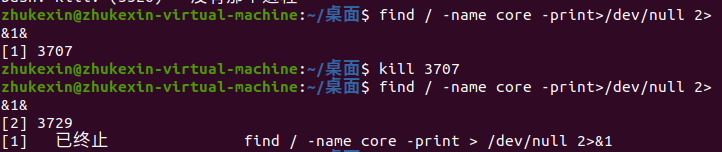 zhukexin@zhukexin-virtual-machine:~/桌面$ find / -name core -print>/dev/null 2>
&1&
[1] 3707
zhukexin@zhukexin-virtual-machine:~/桌面$ kill 3707
zhukexin@zhukexin-virtual-machine:~/桌面$ find / -name core -print>/dev/null 2>
&1&
[2] 3729
[1]   已终止               find / -name core -print > /dev/null 2>&1